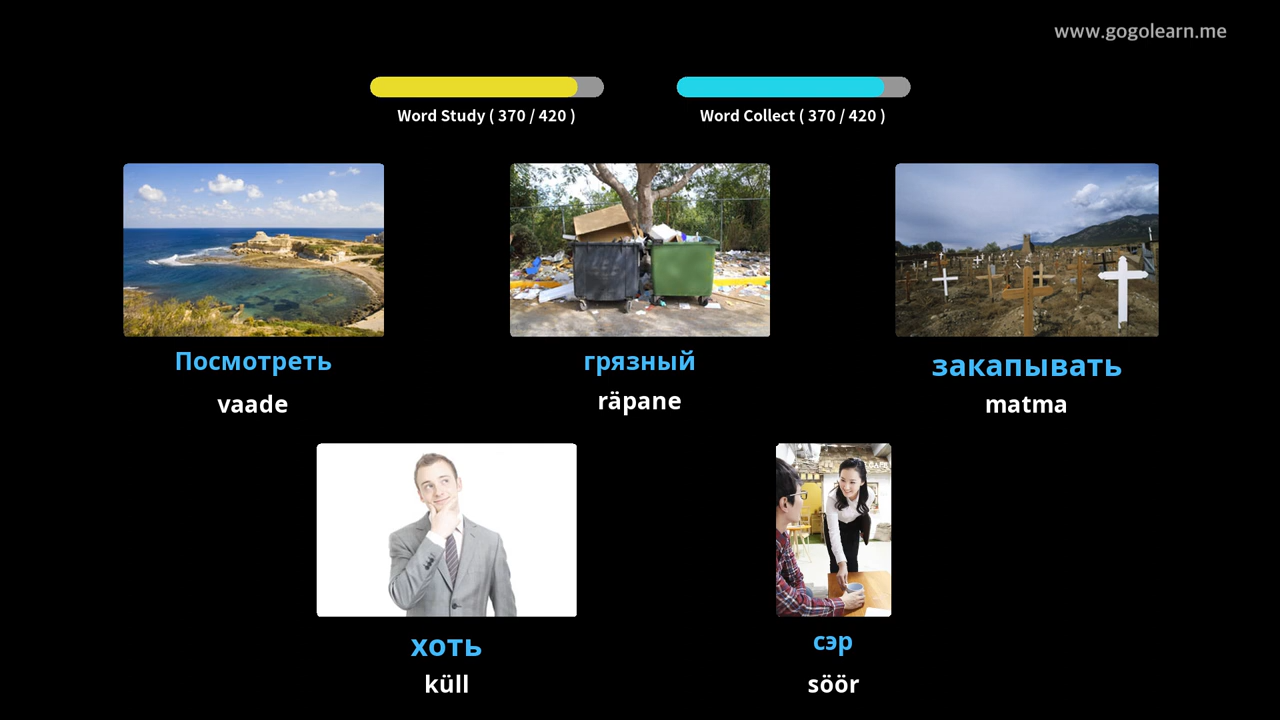 www.gogolearn.me
Word Study ( 370 / 420 )
Word Collect ( 370 / 420 )
Посмотреть
vaade
грязный
räpane
закапывать
matma
хоть
küll
сэр
söör